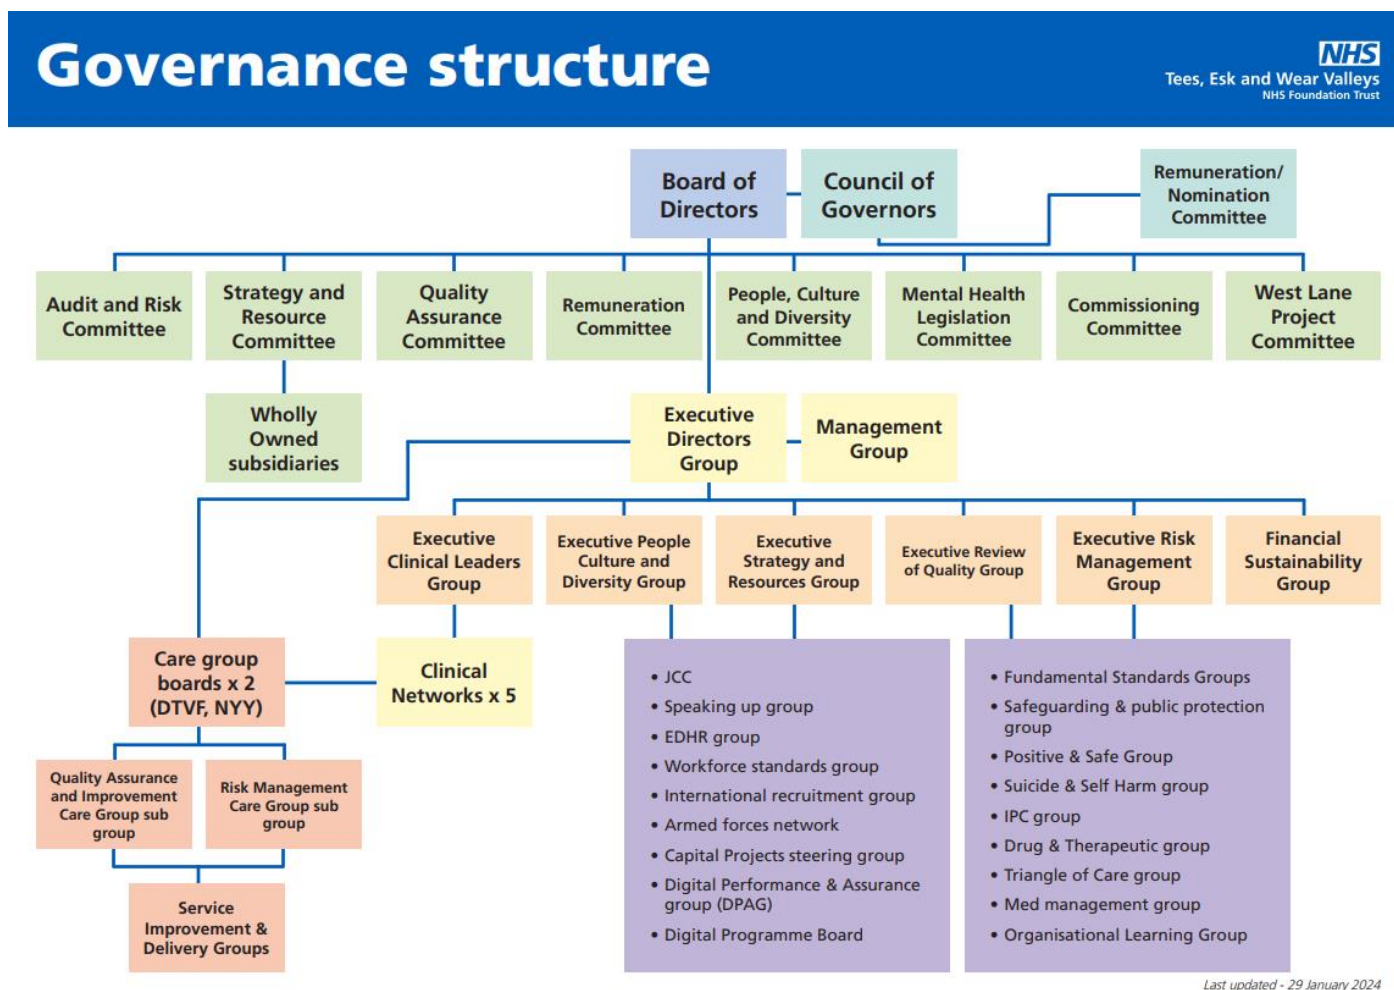 Governance structure
NHS
Tees, Esk and Wear Valleys
NHS Foundation Trust
Board of
Directors
Council of
Governors
Remuneration/
Nomination
Committee
Audit and Risk
Committee
Strategy and
Resource
Committee
Quality
Assurance
Committee
Remuneration
Committee
People, Culture
and Diversity
Committee
Mental Health
Legislation
Committee
Commissioning
Committee
West Lane
Project
Committee
Wholly
Owned
subsidiaries
Executive
Directors
Group
Management
Group
Executive
Clinical Leaders
Group
Executive People
Culture and
Diversity Group
Executive
Strategy and
Resources Group
Executive Review
of Quality Group
Executive Risk
Management
Group
Financial
Sustainability
Group
Care group
boards x 2
(DTVF, NYY)
Clinical
Networks x 5
Quality Assurance
and Improvement
Care Group sub
group
Risk Management
Care Group sub
group
Service
Improvement &
Delivery Groups
• JCC
• Speaking up group
• EDHR group
• Workforce standards group
• International recruitment group
• Armed forces network
• Capital Projects steering group
• Digital Performance & Assurance
group (DPAG)
• Digital Programme Board
• Fundamental Standards Groups
• Safeguarding & public protection
group
• Positive & Safe Group
• Suicide & Self Harm group
• IPC group
• Drug & Therapeutic group
• Triangle of Care group
• Med management group
• Organisational Learning Group
Last updated - 29 January 2024